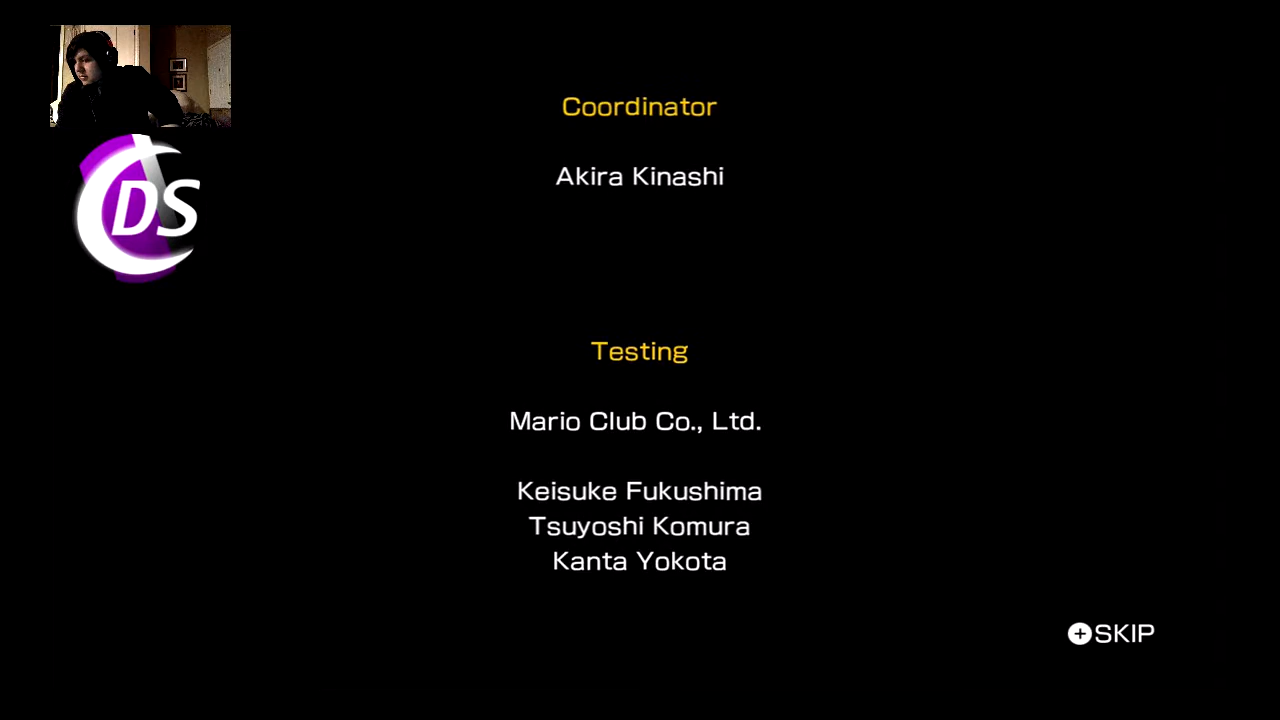 Coordinator
Akira Kinashi
DS
Testing
Mario Club Co., Ltd.
Keisuke Fukushima
Tsuyoshi Komura
Kanta Yokota
+SKIP